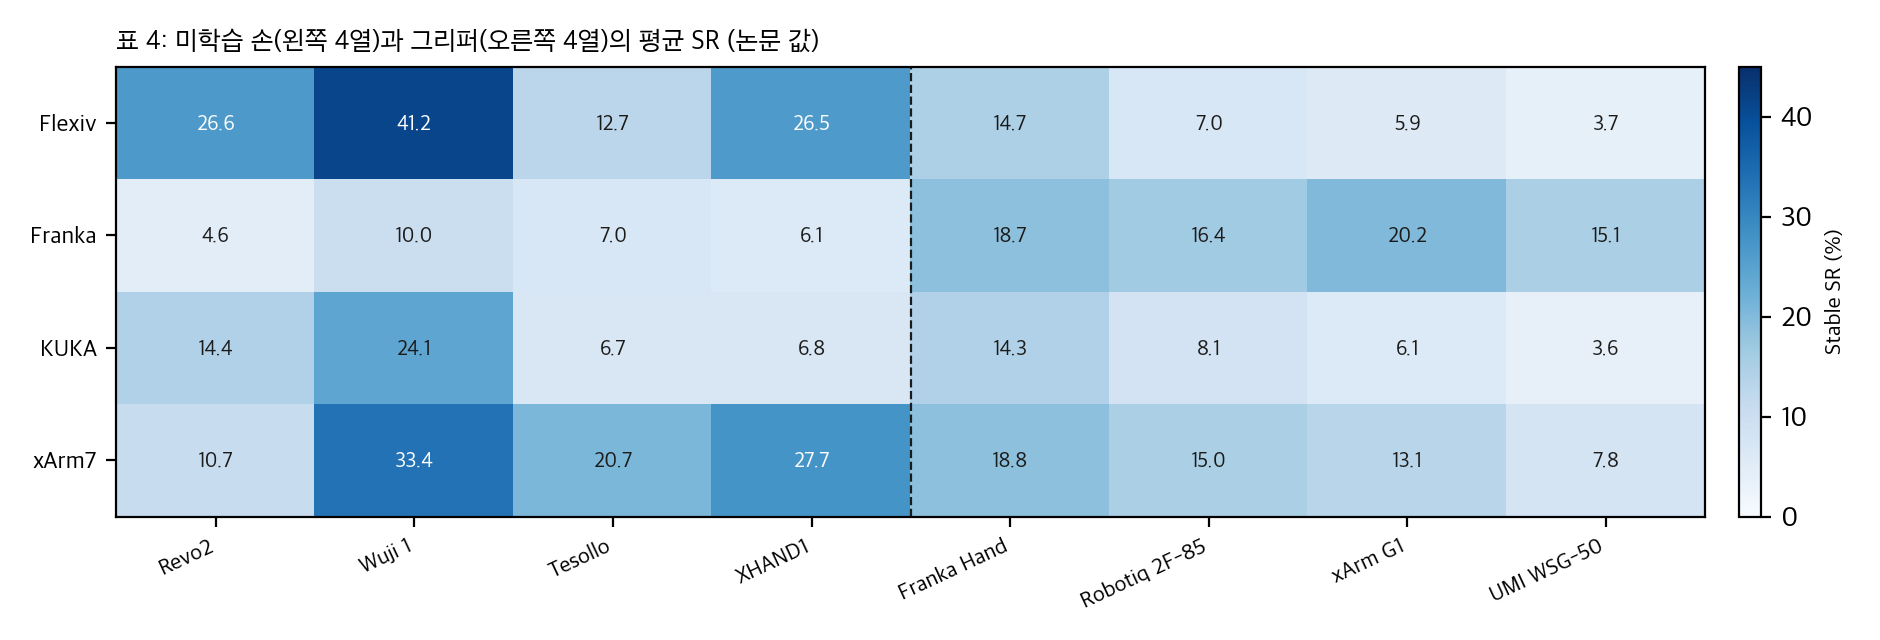 표 4: 미학습 손(왼쪽 4열)과 그리퍼(오른쪽 4열)의 평균 SR (논문 값)
Flexiv 26.6 41.2 12.7 26.5 14.7 7.0 5.9 3.7
Franka 4.6 10.0 7.0 6.1 18.7 16.4 20.2 15.1
KUKA 14.4 24.1 6.7 6.8 14.3 8.1 6.1 3.6
xArm7 10.7 33.4 20.7 27.7 18.8 15.0 13.1 7.8
Revo2 Wuji 1 Tesollo XHAND1 Franka Hand Robotiq 2F-85 xArm G1 UMI WSG-50
40
30
20
10
0
Stable SR (%)